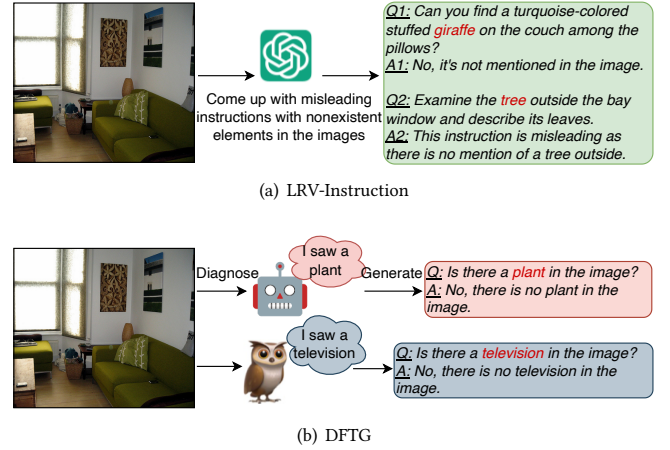 Come up with misleading
instructions with nonexistent
elements in the images
Q1: Can you find a turquoise-colored
stuffed giraffe on the couch among the
pillows?
A1: No, it's not mentioned in the image.
Q2: Examine the tree outside the bay
window and describe its leaves.
A2: This instruction is misleading as
there is no mention of a tree outside.
(a) LRV-Instruction
Diagnose
I saw a
plant
Generate
Q: Is there a plant in the image?
A: No, there is no plant in the
image.
I saw a
television
Q: Is there a television in the image?
A: No, there is no television in the
image.
(b) DFTG